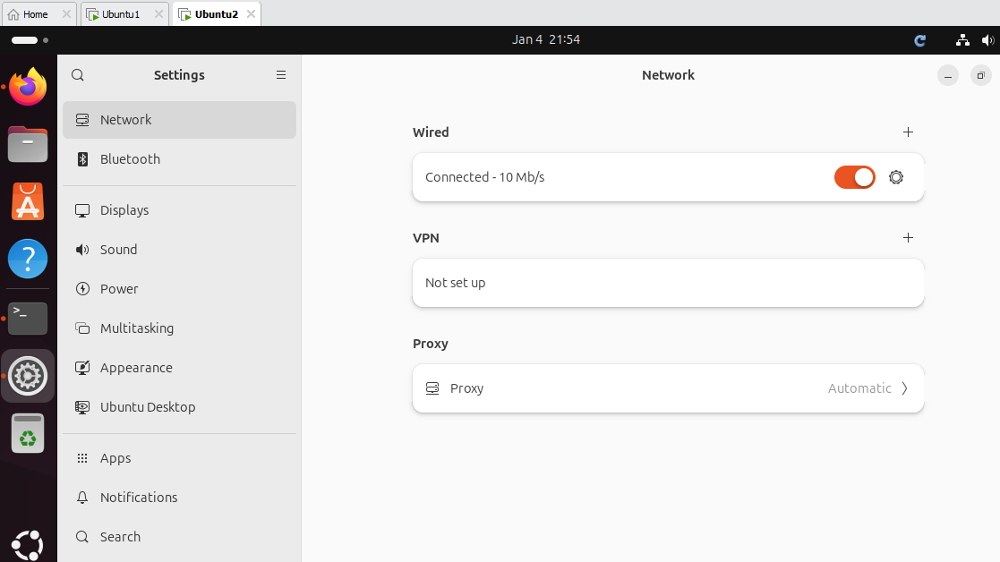 Home
Ubuntu1
Ubuntu2
Jan 4 21:54
Settings
Network
Network
Bluetooth
Displays
Sound
Power
Multitasking
Appearance
Ubuntu Desktop
Apps
Notifications
Search
Wired
Connected - 10 Mb/s
VPN
Not set up
Proxy
Proxy
Automatic